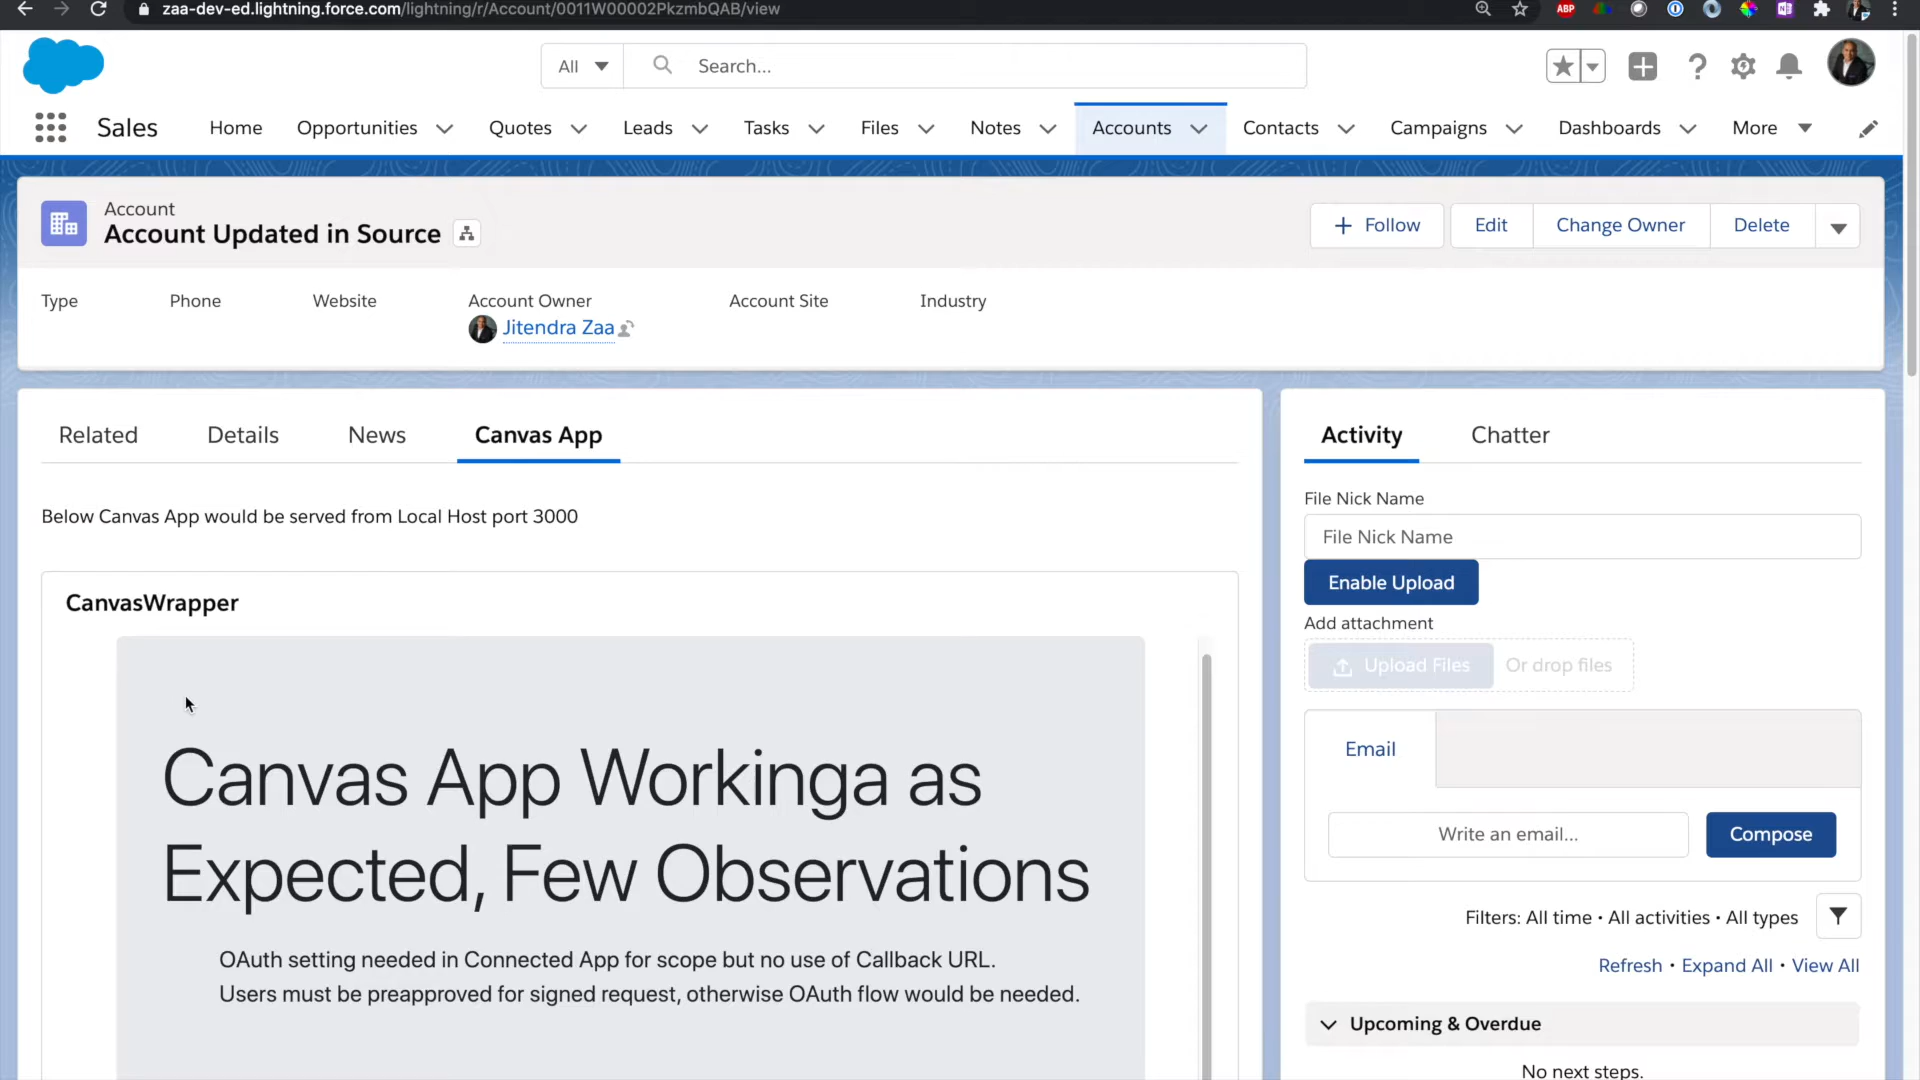 zaa-dev-ed.lightning.force.com/lightning/r/Account/0011W00002PkzmbQAB/view
ABP
All
Search...
Sales
Home
Opportunities
Quotes
Leads
Tasks
Files
Notes
Accounts
Contacts
Campaigns
Dashboards
More
Account
Account Updated in Source
Follow
Edit
Change Owner
Delete
Type
Phone
Website
Account Owner
Account Site
Industry
Jitendra Zaa
Related
Details
News
Canvas App
Below Canvas App would be served from Local Host port 3000
CanvasWrapper
Canvas App Workinga as
Expected, Few Observations
OAuth setting needed in Connected App for scope but no use of Callback URL.
Users must be preapproved for signed request, otherwise OAuth flow would be needed.
Activity
Chatter
File Nick Name
File Nick Name
Enable Upload
Add attachment
Upload Files
Or drop files
Email
Write an email...
Compose
Filters: All time • All activities • All types
Refresh • Expand All • View All
Upcoming & Overdue
No next steps.